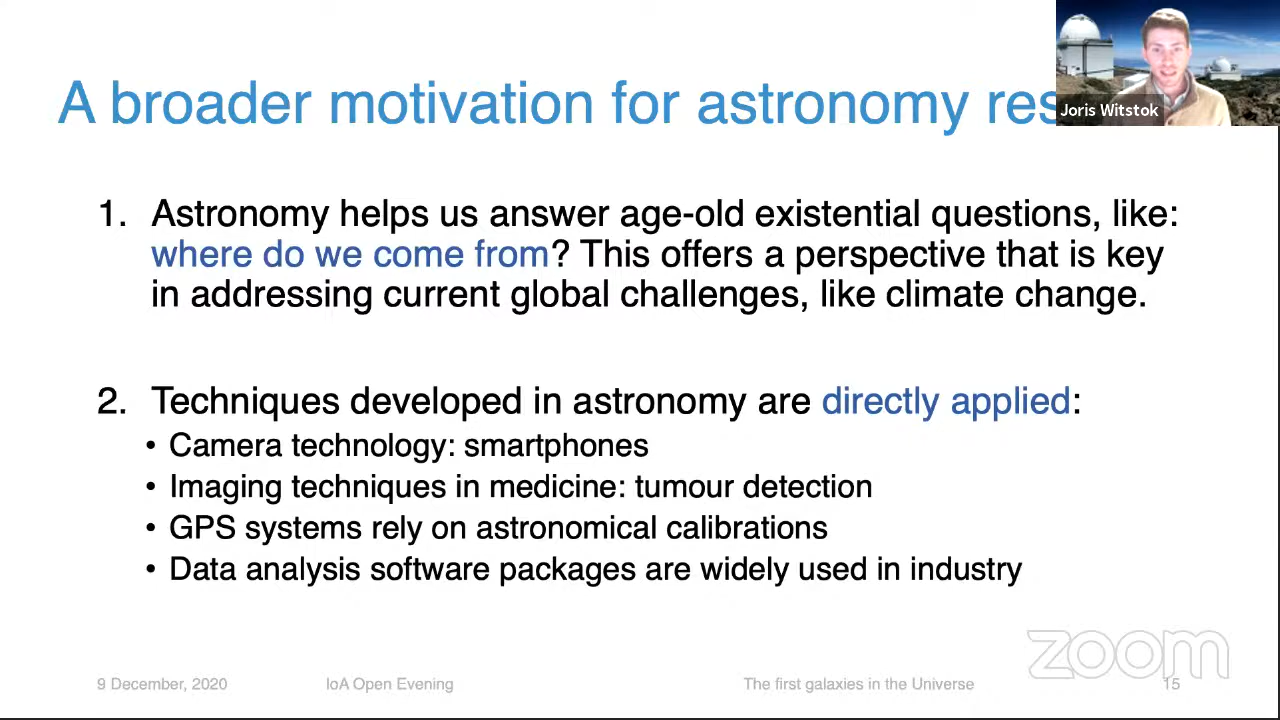 A broader motivation for astronomy res
Joris Witstok
1. Astronomy helps us answer age-old existential questions, like:
where do we come from? This offers a perspective that is key
in addressing current global challenges, like climate change.
2. Techniques developed in astronomy are directly applied:
• Camera technology: smartphones
• Imaging techniques in medicine: tumour detection
• GPS systems rely on astronomical calibrations
• Data analysis software packages are widely used in industry
zoom
9 December, 2020 IoA Open Evening The first galaxies in the Universe 15